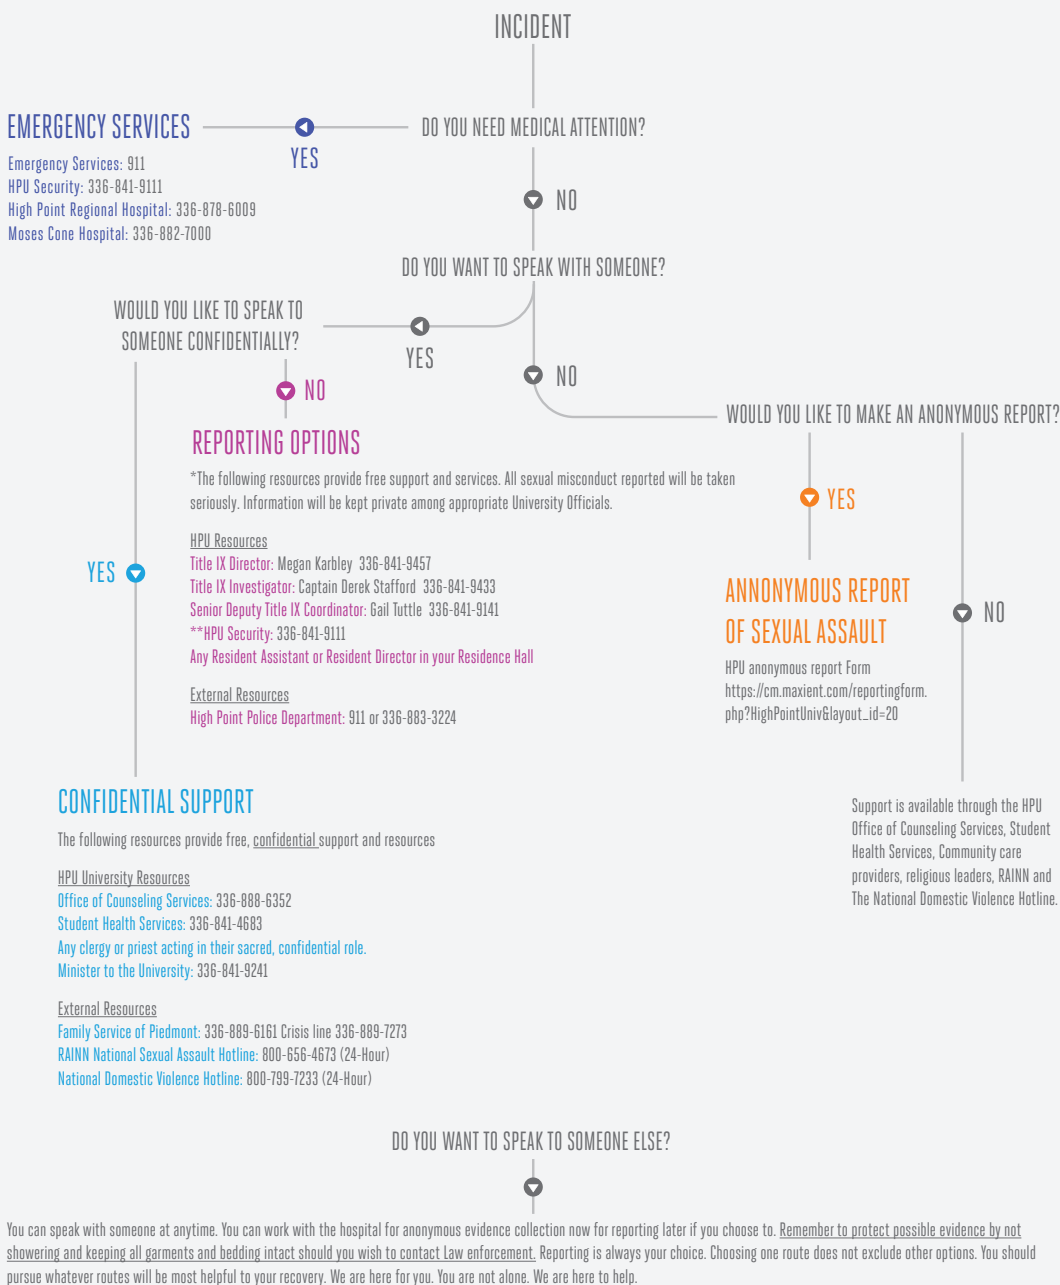 INCIDENT
DO YOU NEED MEDICAL ATTENTION?
YES
EMERGENCY SERVICES
Emergency Services: 911
HPU Security: 336-841-9111
High Point Regional Hospital: 336-878-6009
Moses Cone Hospital: 336-882-7000
NO
DO YOU WANT TO SPEAK WITH SOMEONE?
YES
WOULD YOU LIKE TO SPEAK TO
SOMEONE CONFIDENTIALLY?
NO
REPORTING OPTIONS
*The following resources provide free support and services. All sexual misconduct reported will be taken
seriously. Information will be kept private among appropriate University Officials.
HPU Resources
Title IX Director: Megan Karbley 336-841-9457
Title IX Investigator: Captain Derek Stafford 336-841-9433
Senior Deputy Title IX Coordinator: Gail Tuttle 336-841-9141
**HPU Security: 336-841-9111
Any Resident Assistant or Resident Director in your Residence Hall
External Resources
High Point Police Department: 911 or 336-883-3224
NO
WOULD YOU LIKE TO MAKE AN ANONYMOUS REPORT?
YES
ANNONYMOUS REPORT
OF SEXUAL ASSAULT
HPU anonymous report Form
https://cm.maxient.com/reportingform.
php?HighPointUniv&layout_id=20
NO
Support is available through the HPU
Office of Counseling Services, Student
Health Services, Community care
providers, religious leaders, RAINN and
The National Domestic Violence Hotline.
YES
CONFIDENTIAL SUPPORT
The following resources provide free, confidential support and resources
HPU University Resources
Office of Counseling Services: 336-888-6352
Student Health Services: 336-841-4683
Any clergy or priest acting in their sacred, confidential role.
Minister to the University: 336-841-9241
External Resources
Family Service of Piedmont: 336-889-6161 Crisis line 336-889-7273
RAINN National Sexual Assault Hotline: 800-656-4673 (24-Hour)
National Domestic Violence Hotline: 800-799-7233 (24-Hour)
DO YOU WANT TO SPEAK TO SOMEONE ELSE?
You can speak with someone at anytime. You can work with the hospital for anonymous evidence collection now for reporting later if you choose to. Remember to protect possible evidence by not
showering and keeping all garments and bedding intact should you wish to contact Law enforcement. Reporting is always your choice. Choosing one route does not exclude other options. You should
pursue whatever routes will be most helpful to your recovery. We are here for you. You are not alone. We are here to help.